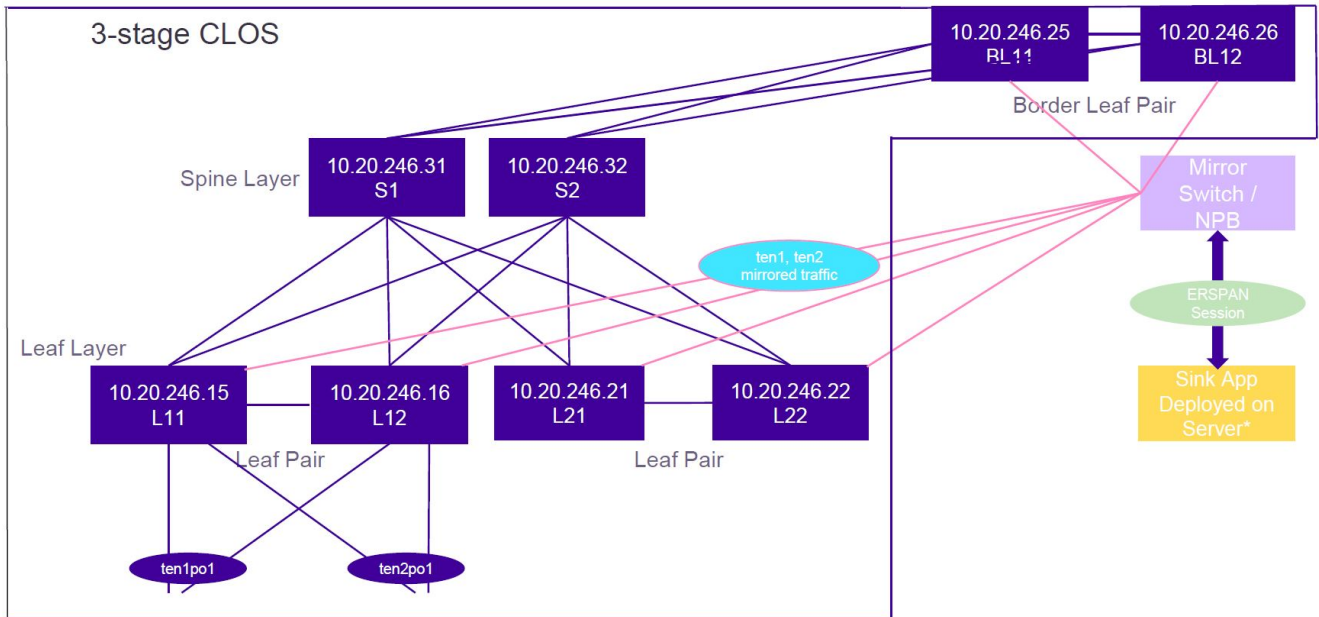 3-stage CLOS
10.20.246.25
BL11
10.20.246.26
BL12
Border Leaf Pair
Spine Layer
10.20.246.31
S1
10.20.246.32
S2
Mirror
Switch /
NPB
ten1, ten2
mirrored traffic
ERSPAN
Session
Leaf Layer
10.20.246.15
L11
10.20.246.16
L12
10.20.246.21
L21
10.20.246.22
L22
Sink App
Deployed on
Server*
Leaf Pair
Leaf Pair
ten1po1
ten2po1